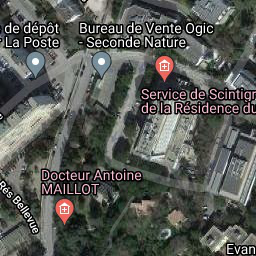 e de dépôt
r La Poste
Bureau de Vente Ogic
- Seconde Nature
Service de Scintigr
de la Résidence du
Docteur Antoine
MAILLOT
Rés Bellevue
Evan